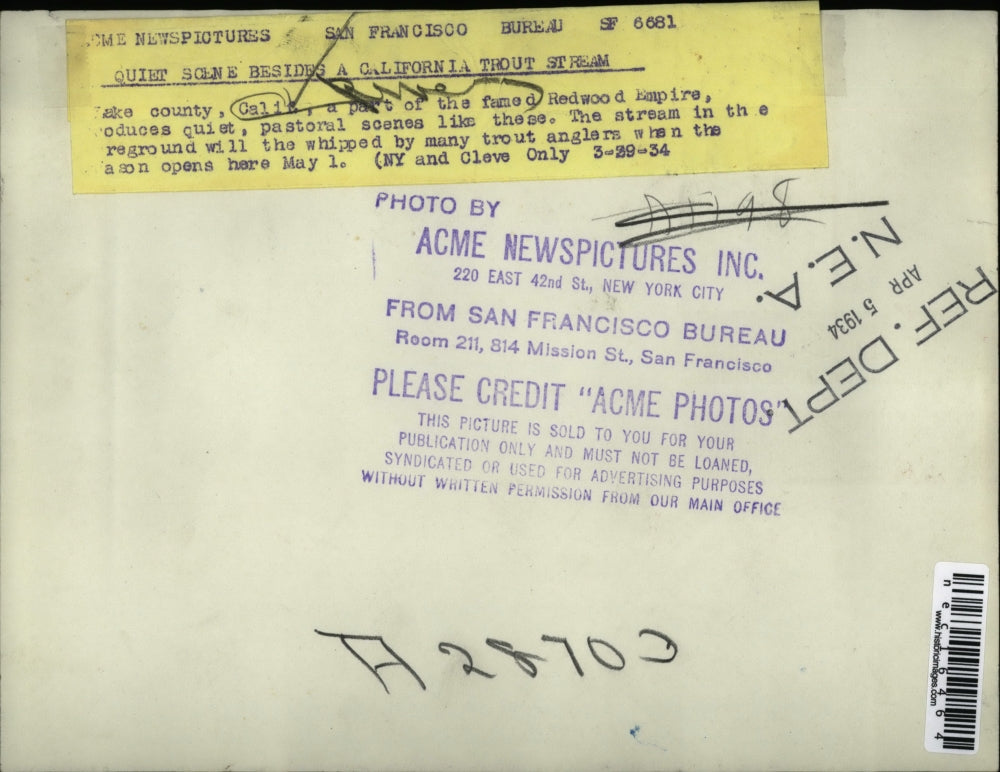 CME NEWSPICTURES SAN FRANCISCO BUREAU SF 6681
QUIET SCENE BESIDES A CALIFORNIA TROUT STREAM
ake county, Calif., a part of the famed Redwood Empire,
oduces quiet, pastoral scenes like these. The stream in the
reground will the whipped by many trout anglers when the
ason opens here May 1. (NY and Cleve Only 3-29-34
PHOTO BY
ACME NEWSPICTURES INC.
220 EAST 42nd St., NEW YORK CITY
FROM SAN FRANCISCO BUREAU
Room 211, 814 Mission St., San Francisco
PLEASE CREDIT "ACME PHOTOS"
THIS PICTURE IS SOLD TO YOU FOR YOUR
PUBLICATION ONLY AND MUST NOT BE LOANED,
SYNDICATED OR USED FOR ADVERTISING PURPOSES
WITHOUT WRITTEN PERMISSION FROM OUR MAIN OFFICE
REF. DEPT.
APR 5 1934
N.E.A.
A 28703
nec16464
www.historicimages.com